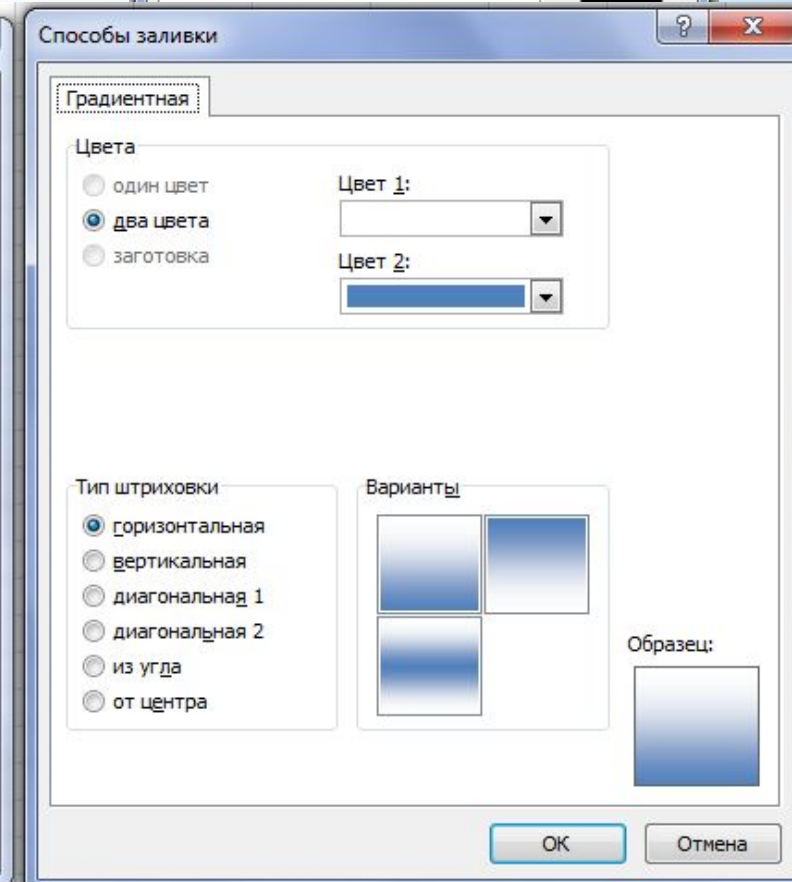 Способы заливки
Градиентная
Цвета
один цвет
два цвета
заготовка
Цвет 1:
Цвет 2:
Тип штриховки
горизонтальная
вертикальная
диагональная 1
диагональная 2
из угла
от центра
Варианты
Образец:
ОК
Отмена